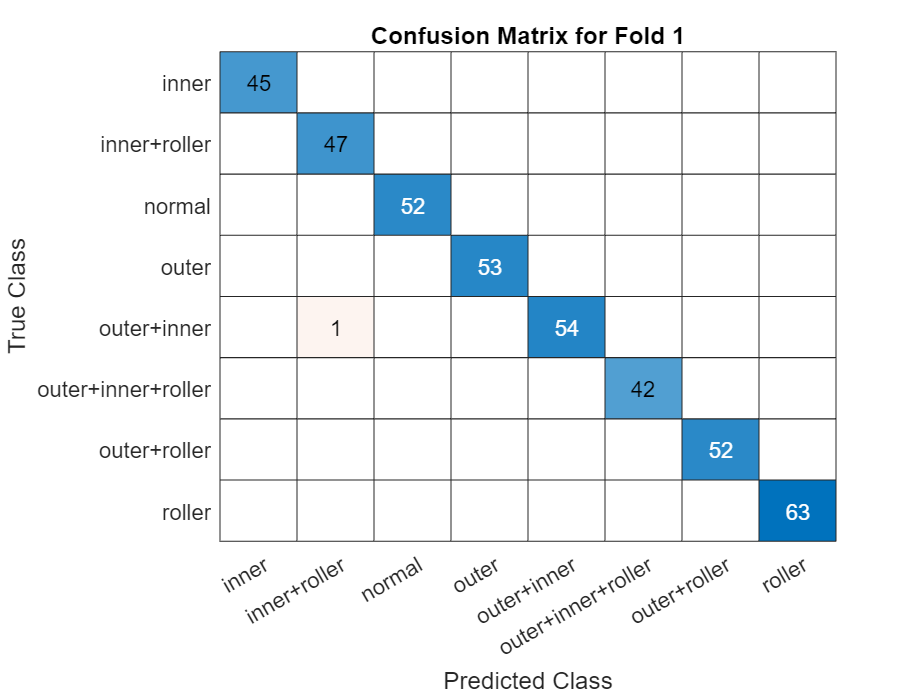 Confusion Matrix for Fold 1
True Class
inner 45
inner+roller 47
normal 52
outer 53
outer+inner 1 54
outer+inner+roller 42
outer+roller 52
roller 63
inner inner+roller normal outer outer+inner outer+inner+roller outer+roller roller
Predicted Class